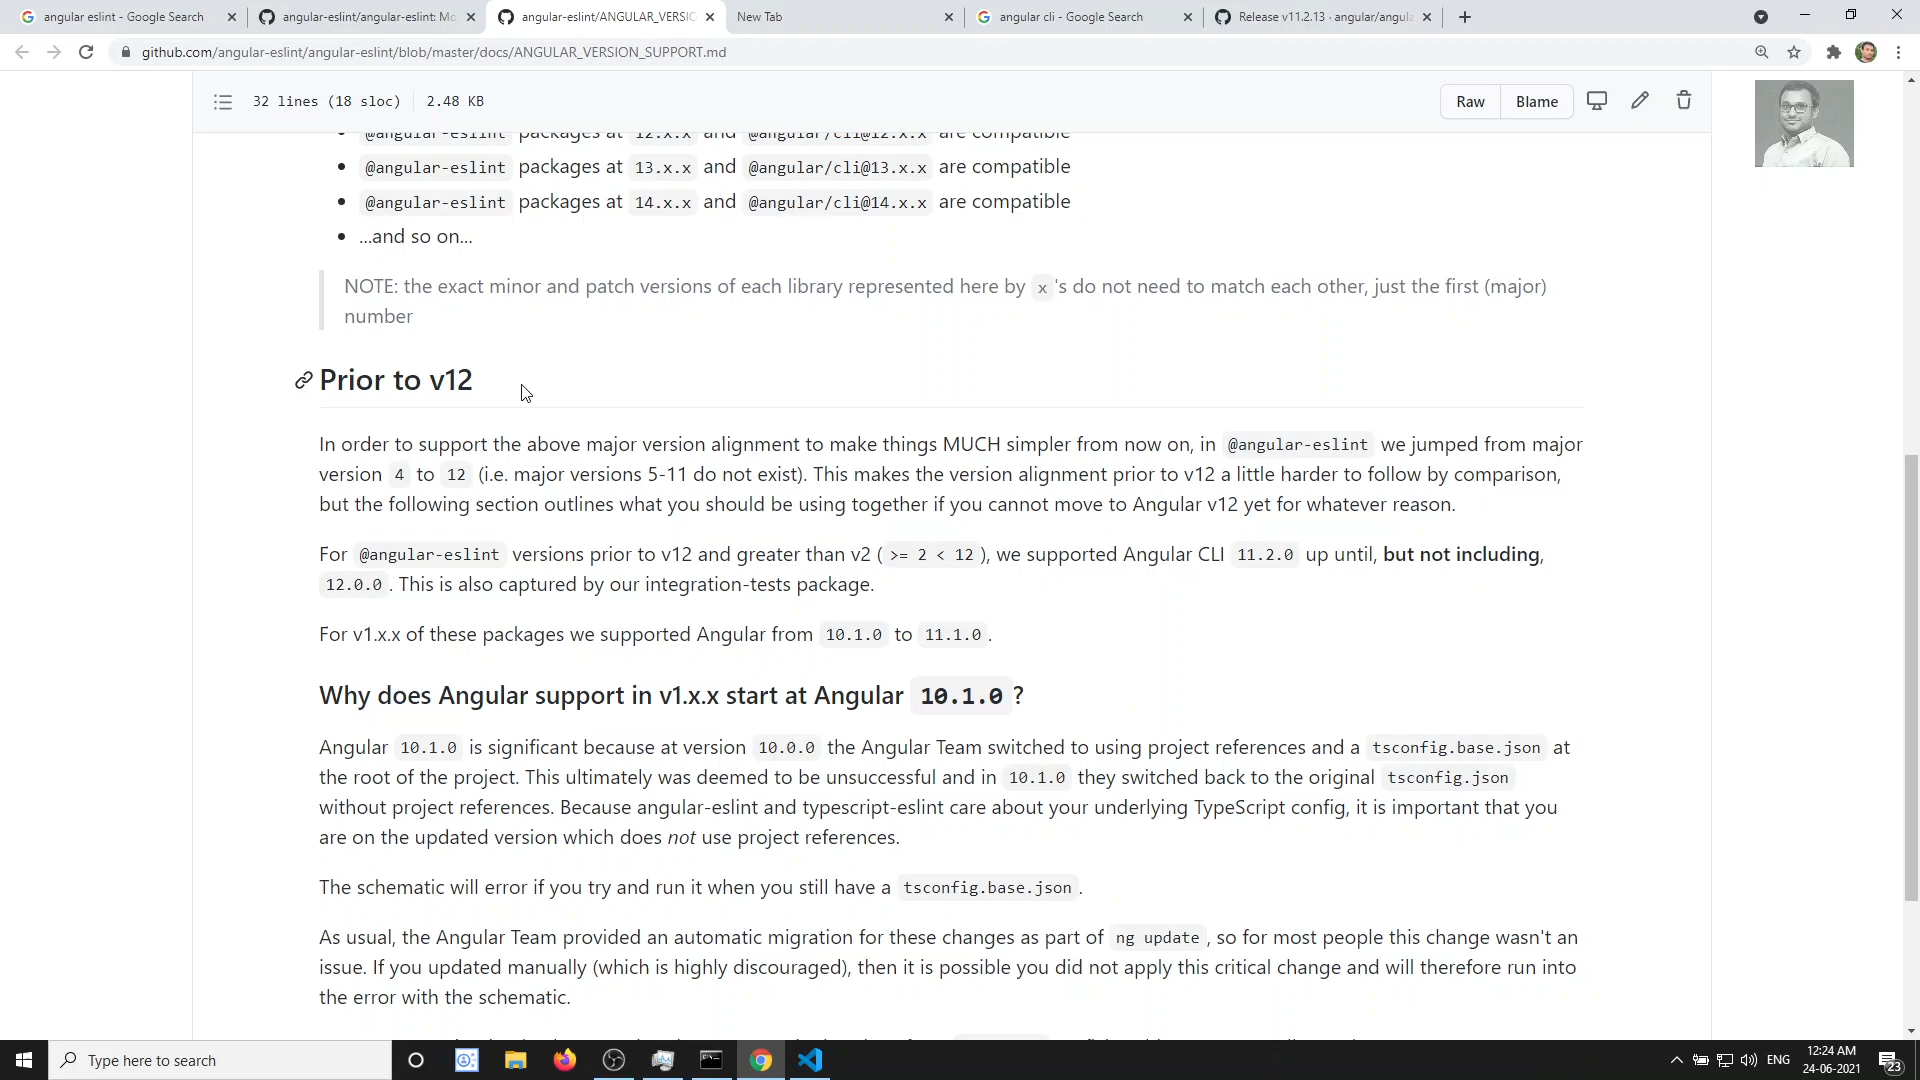 angular eslint - Google Search
angular-eslint/angular-eslint: Mo
angular-eslint/ANGULAR_VERSIO
New Tab
angular cli - Google Search
Release v11.2.13 · angular/angula
github.com/angular-eslint/angular-eslint/blob/master/docs/ANGULAR_VERSION_SUPPORT.md
32 lines (18 sloc) 2.48 KB
Raw Blame
@angular-eslint packages at 12.x.x and @angular/cli@12.x.x are compatible
@angular-eslint packages at 13.x.x and @angular/cli@13.x.x are compatible
@angular-eslint packages at 14.x.x and @angular/cli@14.x.x are compatible
...and so on...
NOTE: the exact minor and patch versions of each library represented here by x 's do not need to match each other, just the first (major)
number
Prior to v12
In order to support the above major version alignment to make things MUCH simpler from now on, in @angular-eslint we jumped from major
version 4 to 12 (i.e. major versions 5-11 do not exist). This makes the version alignment prior to v12 a little harder to follow by comparison,
but the following section outlines what you should be using together if you cannot move to Angular v12 yet for whatever reason.
For @angular-eslint versions prior to v12 and greater than v2 ( >= 2 < 12 ), we supported Angular CLI 11.2.0 up until, but not including,
12.0.0 . This is also captured by our integration-tests package.
For v1.x.x of these packages we supported Angular from 10.1.0 to 11.1.0 .
Why does Angular support in v1.x.x start at Angular 10.1.0 ?
Angular 10.1.0 is significant because at version 10.0.0 the Angular Team switched to using project references and a tsconfig.base.json at
the root of the project. This ultimately was deemed to be unsuccessful and in 10.1.0 they switched back to the original tsconfig.json
without project references. Because angular-eslint and typescript-eslint care about your underlying TypeScript config, it is important that you
are on the updated version which does not use project references.
The schematic will error if you try and run it when you still have a tsconfig.base.json .
As usual, the Angular Team provided an automatic migration for these changes as part of ng update , so for most people this change wasn't an
issue. If you updated manually (which is highly discouraged), then it is possible you did not apply this critical change and will therefore run into
the error with the schematic.
Type here to search
ENG
12:24 AM
24-06-2021
23